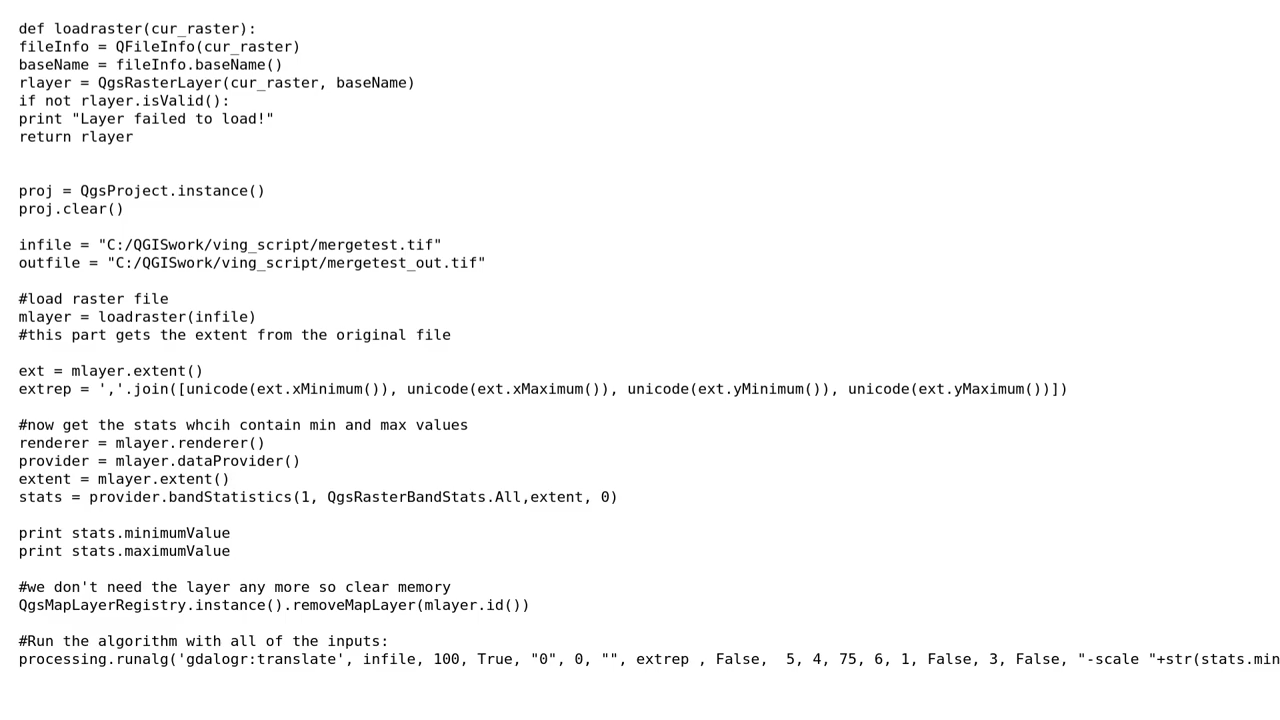 def loadraster(cur_raster):
fileInfo = QFileInfo(cur_raster)
baseName = fileInfo.baseName()
rlayer = QgsRasterLayer(cur_raster, baseName)
if not rlayer.isValid():
print "Layer failed to load!"
return rlayer
proj = QgsProject.instance()
proj.clear()
infile = "C:/QGISwork/ving_script/mergetest.tif"
outfile = "C:/QGISwork/ving_script/mergetest_out.tif"
#load raster file
mlayer = loadraster(infile)
#this part gets the extent from the original file
ext = mlayer.extent()
extrep = ','.join([unicode(ext.xMinimum()), unicode(ext.xMaximum()), unicode(ext.yMinimum()), unicode(ext.yMaximum())])
#now get the stats whcih contain min and max values
renderer = mlayer.renderer()
provider = mlayer.dataProvider()
extent = mlayer.extent()
stats = provider.bandStatistics(1, QgsRasterBandStats.All,extent, 0)
print stats.minimumValue
print stats.maximumValue
#we don't need the layer any more so clear memory
QgsMapLayerRegistry.instance().removeMapLayer(mlayer.id())
#Run the algorithm with all of the inputs:
processing.runalg('gdalogr:translate', infile, 100, True, "0", 0, "", extrep , False,  5, 4, 75, 6, 1, False, 3, False, "-scale "+str(stats.min